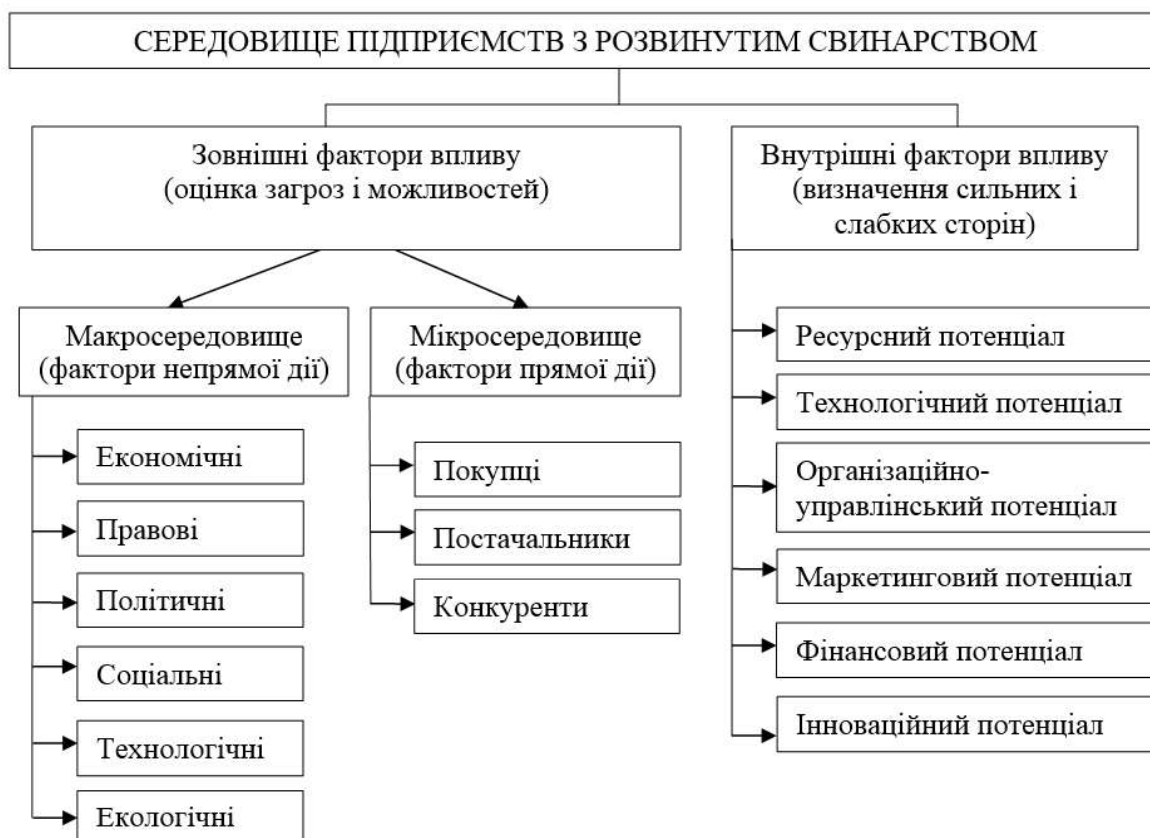 СЕРЕДОВИЩЕ ПІДПРИЄМСТВ З РОЗВИНУТИМ СВИНАРСТВОМ
Зовнішні фактори впливу
(оцінка загроз і можливостей)
Внутрішні фактори впливу
(визначення сильних і
слабких сторін)
Макросередовище
(фактори непрямої дії)
Економічні
Правові
Політичні
Соціальні
Технологічні
Екологічні
Мікросередовище
(фактори прямої дії)
Покупці
Постачальники
Конкуренти
Ресурсний потенціал
Технологічний потенціал
Організаційно-
управлінський потенціал
Маркетинговий потенціал
Фінансовий потенціал
Інноваційний потенціал